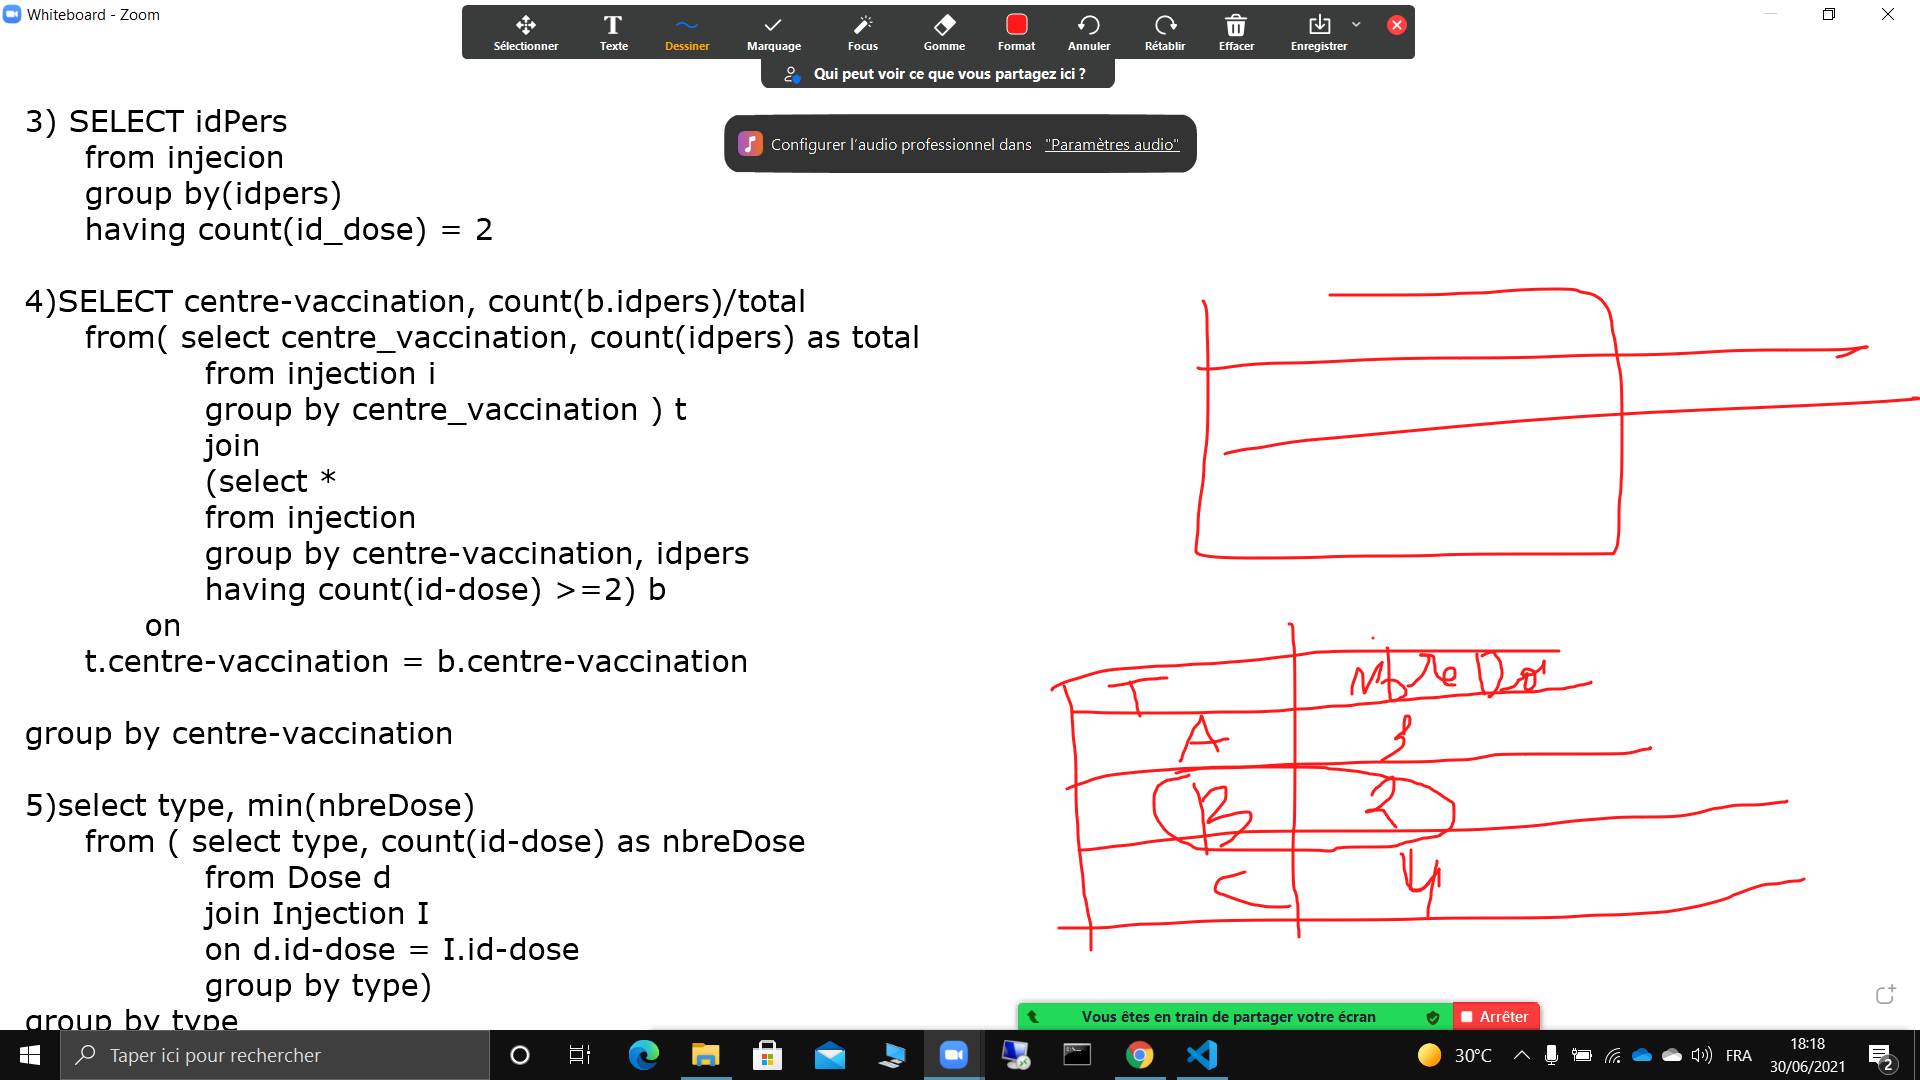 Whiteboard - Zoom
Sélectionner Texte Dessiner Marquage Focus Gomme Format Annuler Rétablir Effacer Enregistrer
Qui peut voir ce que vous partagez ici ?
Configurer l'audio professionnel dans "Paramètres audio"
3) SELECT idPers
from injecion
group by(idpers)
having count(id_dose) = 2
4)SELECT centre-vaccination, count(b.idpers)/total
from( select centre_vaccination, count(idpers) as total
from injection i
group by centre_vaccination ) t
join
(select *
from injection
group by centre-vaccination, idpers
having count(id-dose) >=2) b
on
t.centre-vaccination = b.centre-vaccination
group by centre-vaccination
5)select type, min(nbreDose)
from ( select type, count(id-dose) as nbreDose
from Dose d
join Injection I
on d.id-dose = I.id-dose
group by type)
group by type
T Nbre
A
B 2
C 4
Vous êtes en train de partager votre écran Arrêter
Taper ici pour rechercher
30°C FRA 18:18
30/06/2021 2